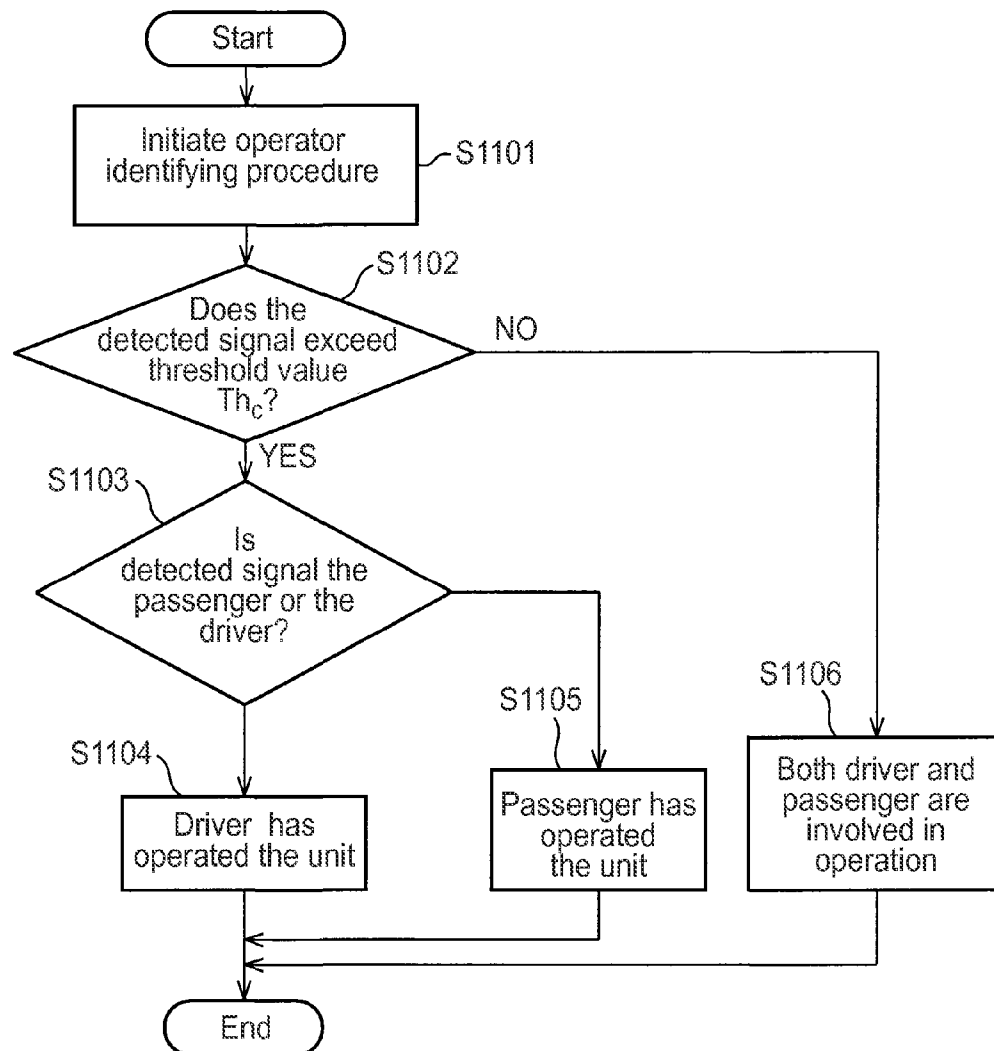 Start
Initiate operator
identifying procedure
S1101
S1102
Does the
detected signal exceed
threshold value
Thc?
NO
YES
S1103
Is
detected signal the
passenger or the
driver?
S1104
Driver has
operated the unit
S1105
Passenger has
operated
the unit
S1106
Both driver and
passenger are
involved in
operation
End